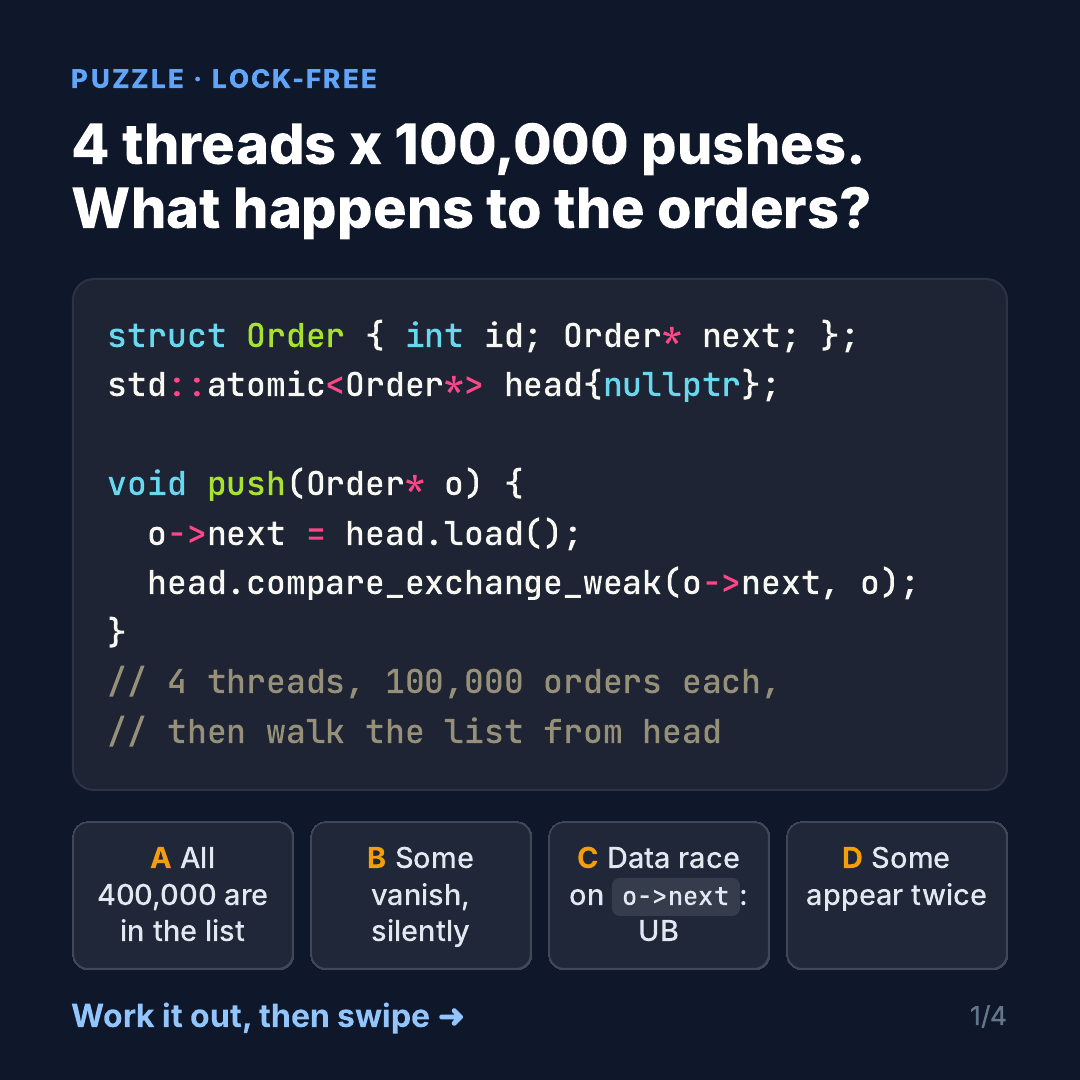 PUZZLE · LOCK-FREE
4 threads x 100,000 pushes.
What happens to the orders?
struct Order { int id; Order* next; };
std::atomic<Order*> head{nullptr};
void push(Order* o) {
  o->next = head.load();
  head.compare_exchange_weak(o->next, o);
}
// 4 threads, 100,000 orders each,
// then walk the list from head
A All
400,000 are
in the list
B Some
vanish,
silently
C Data race
on o->next:
UB
D Some
appear twice
Work it out, then swipe ➜
1/4